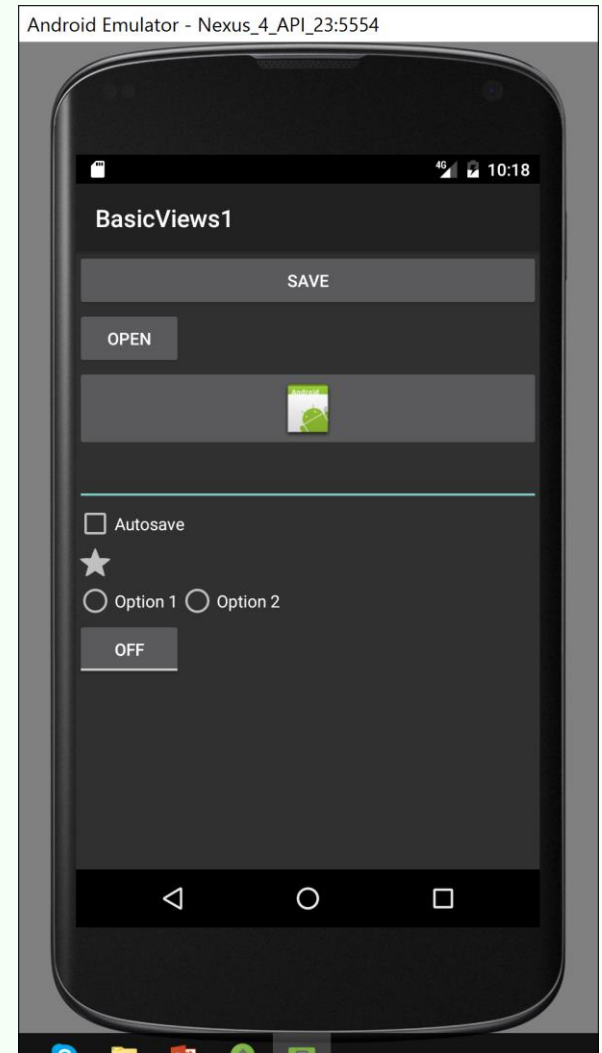 Android Emulator - Nexus_4_API_23:5554
4G 10:18
BasicViews1
SAVE
OPEN
Android
Autosave
Option 1 Option 2
OFF